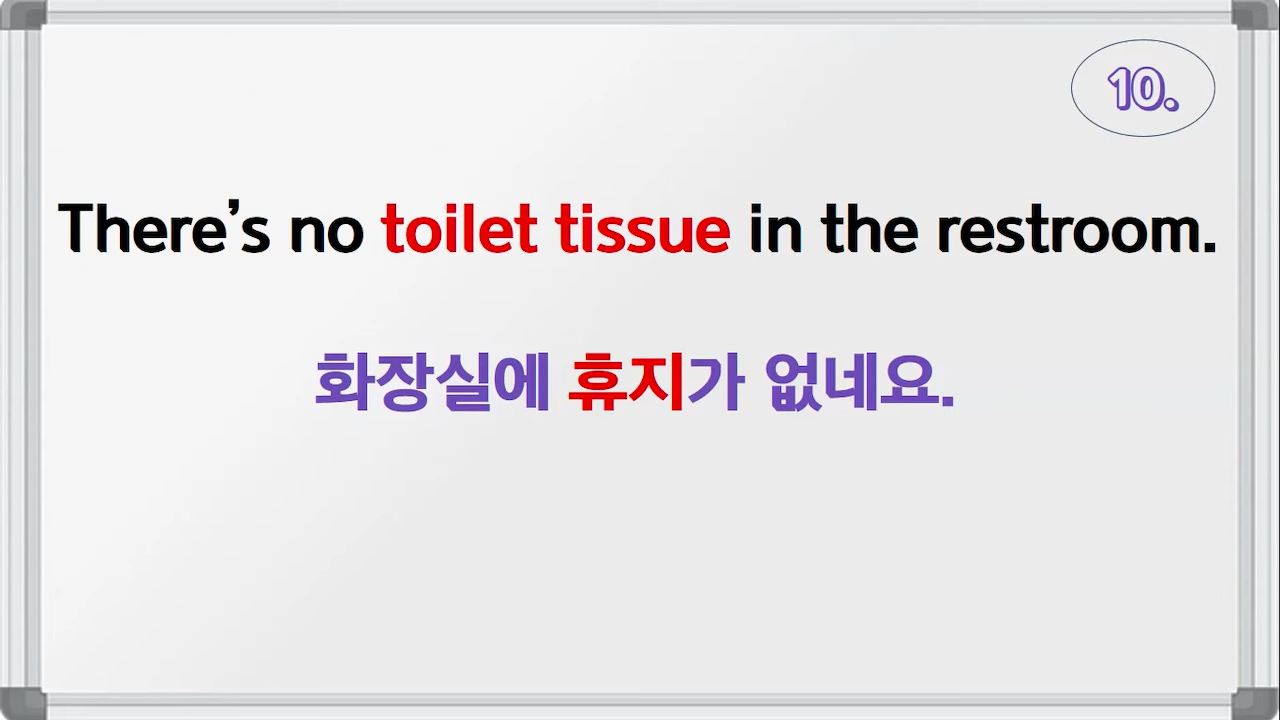 10.
There’s no toilet tissue in the restroom.
화장실에 휴지가 없네요.